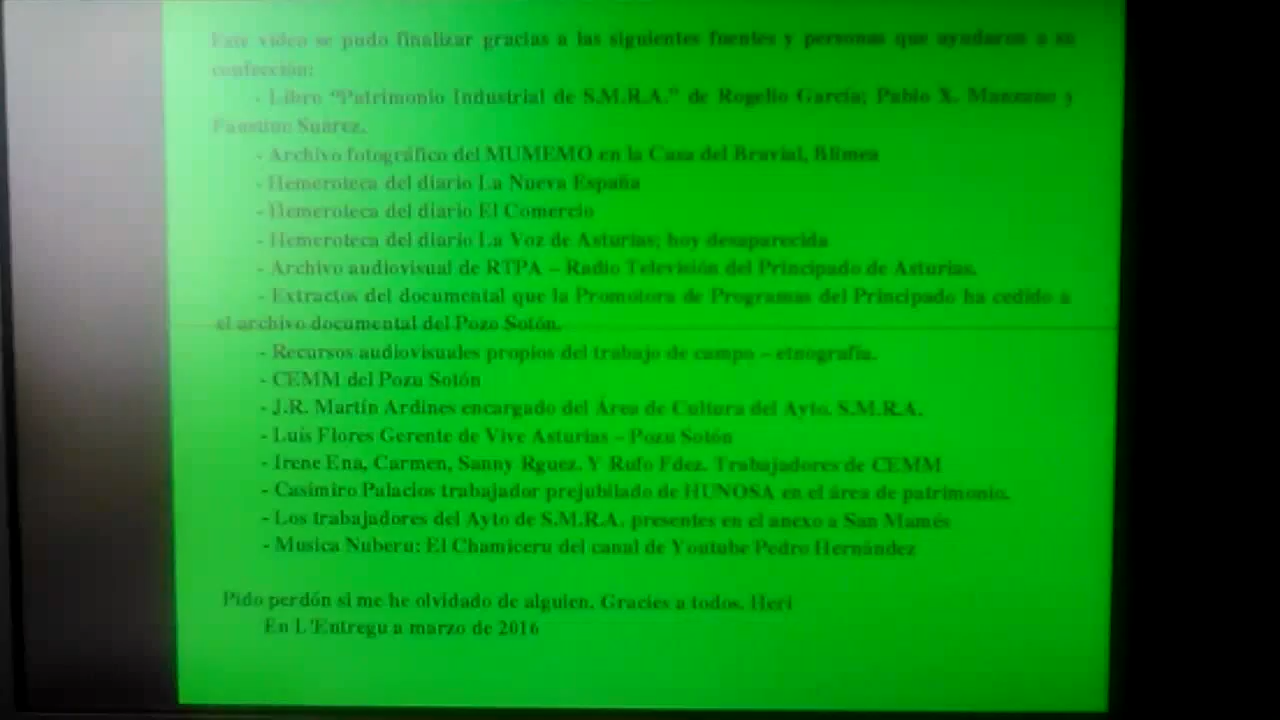 Este video se pudo finalizar gracias a las siguientes fuentes y personas que ayudaron a su
confección:
- Libro “Patrimonio Industrial de S.M.R.A.” de Rogelio García; Pablo X. Manzano y
Faustino Suarez.
- Archivo fotográfico del MUMEMO en la Casa del Bravial, Blimea
- Hemeroteca del diario La Nueva España
- Hemeroteca del diario El Comercio
- Hemeroteca del diario La Voz de Asturias; hoy desaparecida
- Archivo audiovisual de RTPA – Radio Televisión del Principado de Asturias.
- Extractos del documental que la Promotora de Programas del Principado ha cedido a
el archivo documental del Pozo Sotón.
- Recursos audiovisuales propios del trabajo de campo – etnografía.
- CEMM del Pozu Sotón
- J.R. Martín Ardines encargado del Área de Cultura del Ayto. S.M.R.A.
- Luis Flores Gerente de Vive Asturias – Pozu Sotón
- Irene Ena, Carmen, Sanny Rguez. Y Rufo Fdez. Trabajadores de CEMM
- Casimiro Palacios trabajador prejubilado de HUNOSA en el área de patrimonio.
- Los trabajadores del Ayto de S.M.R.A. presentes en el anexo a San Mamés
- Musica Nuberu: El Chamiceru del canal de Youtube Pedro Hernández
Pido perdón si me he olvidado de alguien. Gracies a todos. Heri
En L'Entregu a marzo de 2016